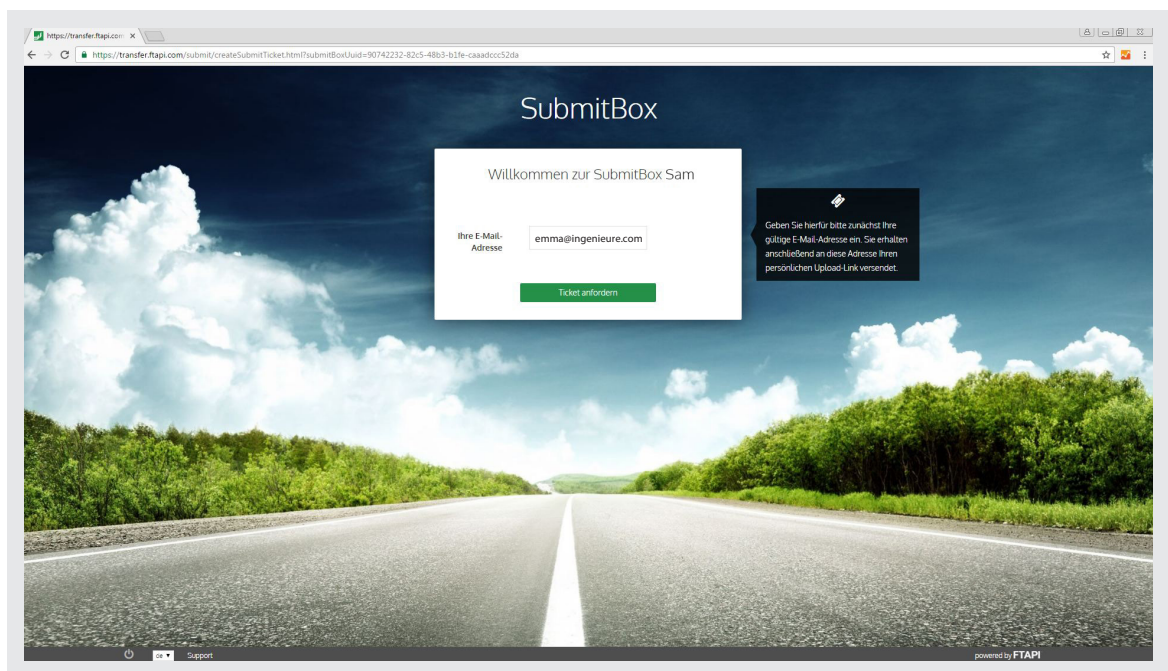 https://transfer.ftapi.com
https://transfer.ftapi.com/submit/createSubmitTicket.html?submitBoxUuid=90742232-82c5-48b3-b1fe-caaadccc52da
SubmitBox
Willkommen zur SubmitBox Sam
Ihre E-Mail-
Adresse
emma@ingenieure.com
Ticket anfordern
Geben Sie hierfür bitte zunächst Ihre
gültige E-Mail-Adresse ein. Sie erhalten
anschließend an diese Adresse Ihren
persönlichen Upload-Link versendet.
de
Support
powered by FTAPI